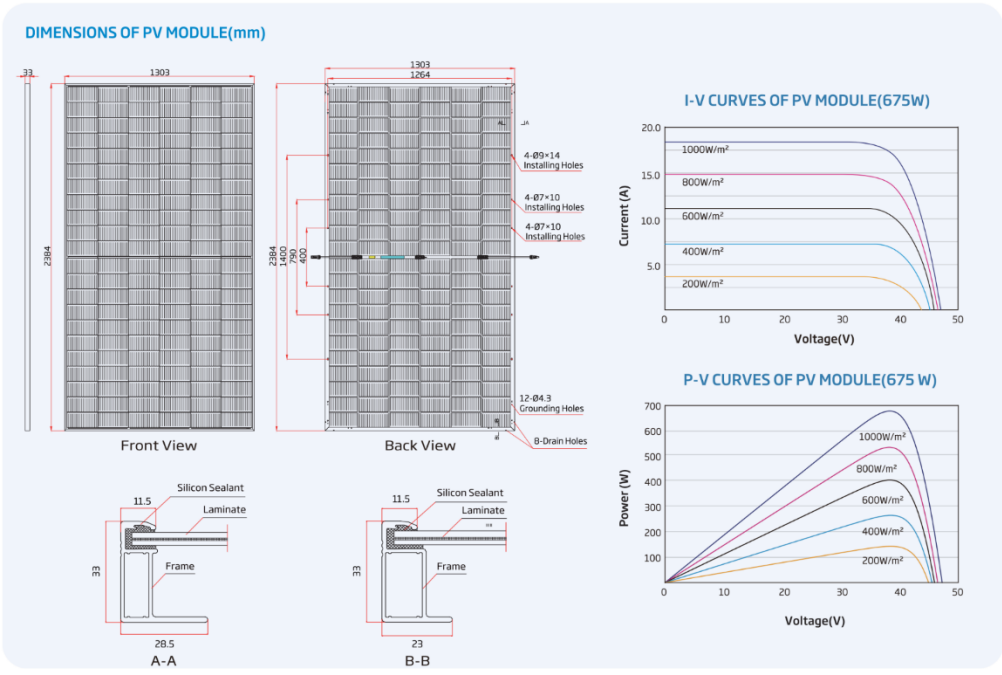 DIMENSIONS OF PV MODULE(mm)
33
1303
2384
Front View
1303
1264
2384
1400
790
400
A
A
4-Ø9×14
Installing Holes
4-Ø7×10
Installing Holes
4-Ø7×10
Installing Holes
12-Ø4.3
Grounding Holes
8-Drain Holes
Back View
11.5
Silicon Sealant
Laminate
Frame
33
28.5
A-A
11.5
Silicon Sealant
Laminate
Frame
33
23
B-B
I-V CURVES OF PV MODULE(675W)
Current (A)
20.0
15.0
10.0
5.0
1000W/m²
800W/m²
600W/m²
400W/m²
200W/m²
0 10 20 30 40 50
Voltage(V)
P-V CURVES OF PV MODULE(675 W)
Power (W)
700
600
500
400
300
200
100
1000W/m²
800W/m²
600W/m²
400W/m²
200W/m²
0 10 20 30 40 50
Voltage(V)